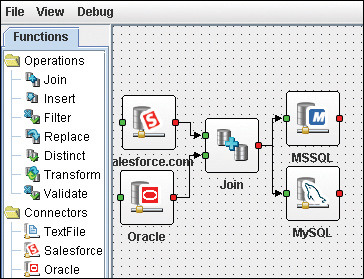 File View Debug
Functions
Operations
Join
Insert
Filter
Replace
Distinct
Transform
Validate
Connectors
TextFile
Salesforce
Oracle
alesforce.com
Oracle
Join
MSSQL
MySQL